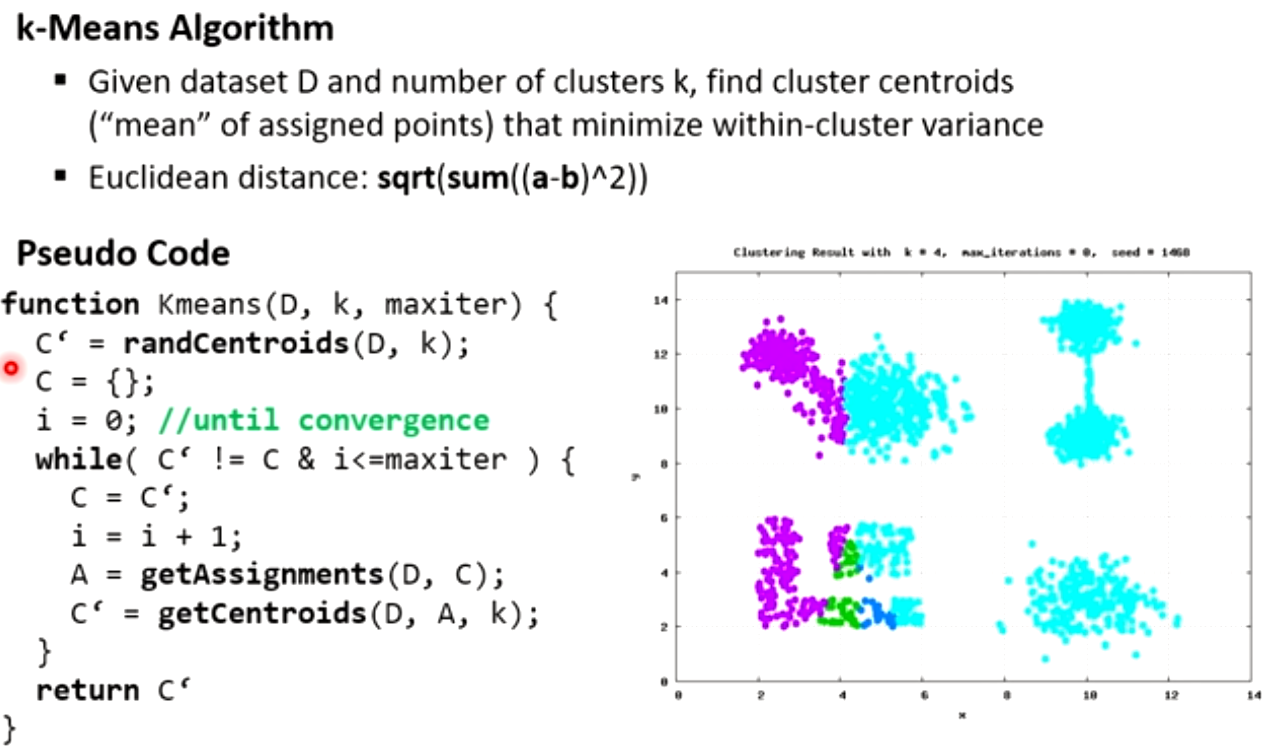 k-Means Algorithm
▪ Given dataset D and number of clusters k, find cluster centroids
(“mean” of assigned points) that minimize within-cluster variance
▪ Euclidean distance: sqrt(sum((a-b)^2))
Pseudo Code
function Kmeans(D, k, maxiter) {
C‘ = randCentroids(D, k);
C = {};
i = 0; //until convergence
while( C‘ != C & i<=maxiter ) {
C = C‘;
i = i + 1;
A = getAssignments(D, C);
C‘ = getCentroids(D, A, k);
}
return C‘
}
Clustering Result with k = 4, max_iterations = 0, seed = 1460
14
12
10
8
6
4
2
0
y
0 2 4 6 8 10 12 14
x